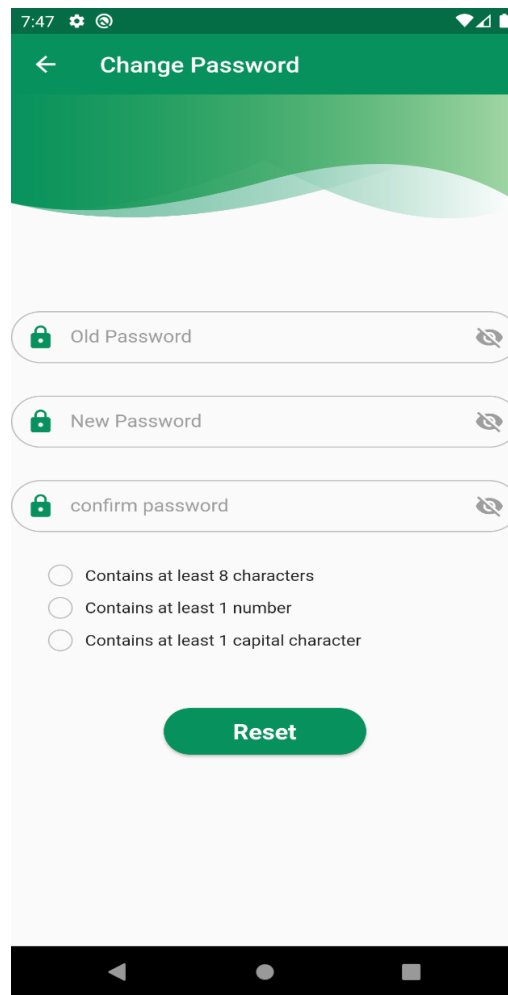 7:47
Change Password
Old Password
New Password
confirm password
Contains at least 8 characters
Contains at least 1 number
Contains at least 1 capital character
Reset